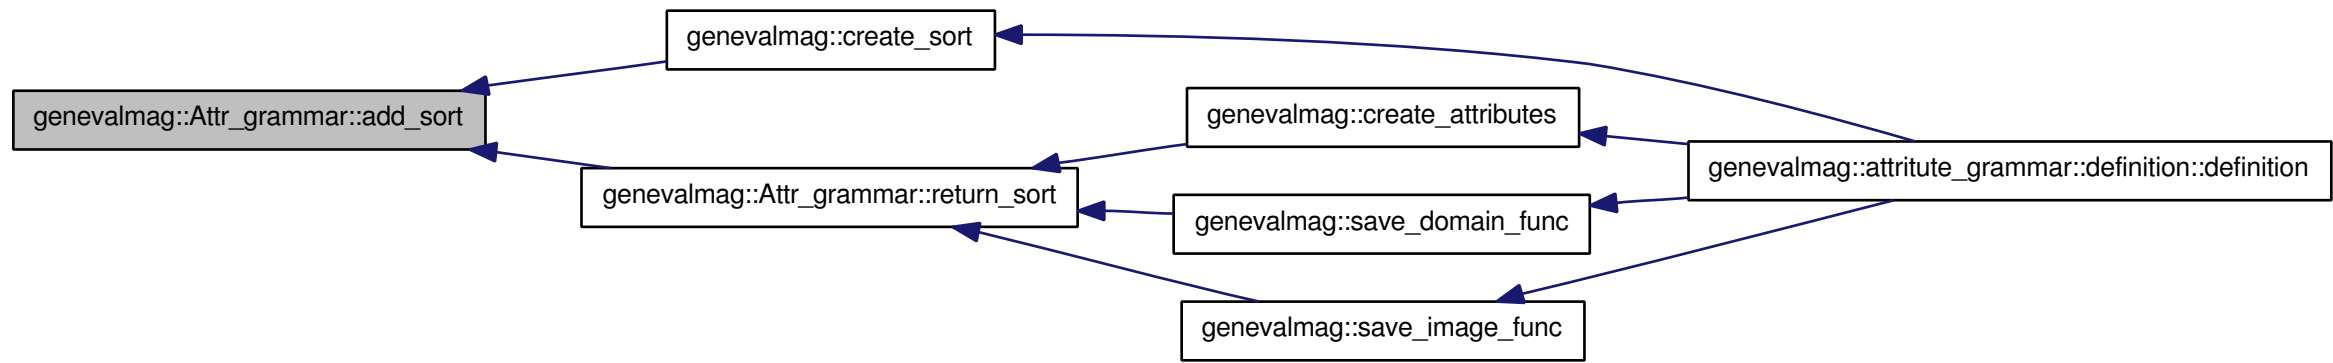 genevalmag::create_sort
genevalmag::Attr_grammar::add_sort
genevalmag::create_attributes
genevalmag::attritute_grammar::definition::definition
genevalmag::Attr_grammar::return_sort
genevalmag::save_domain_func
genevalmag::save_image_func